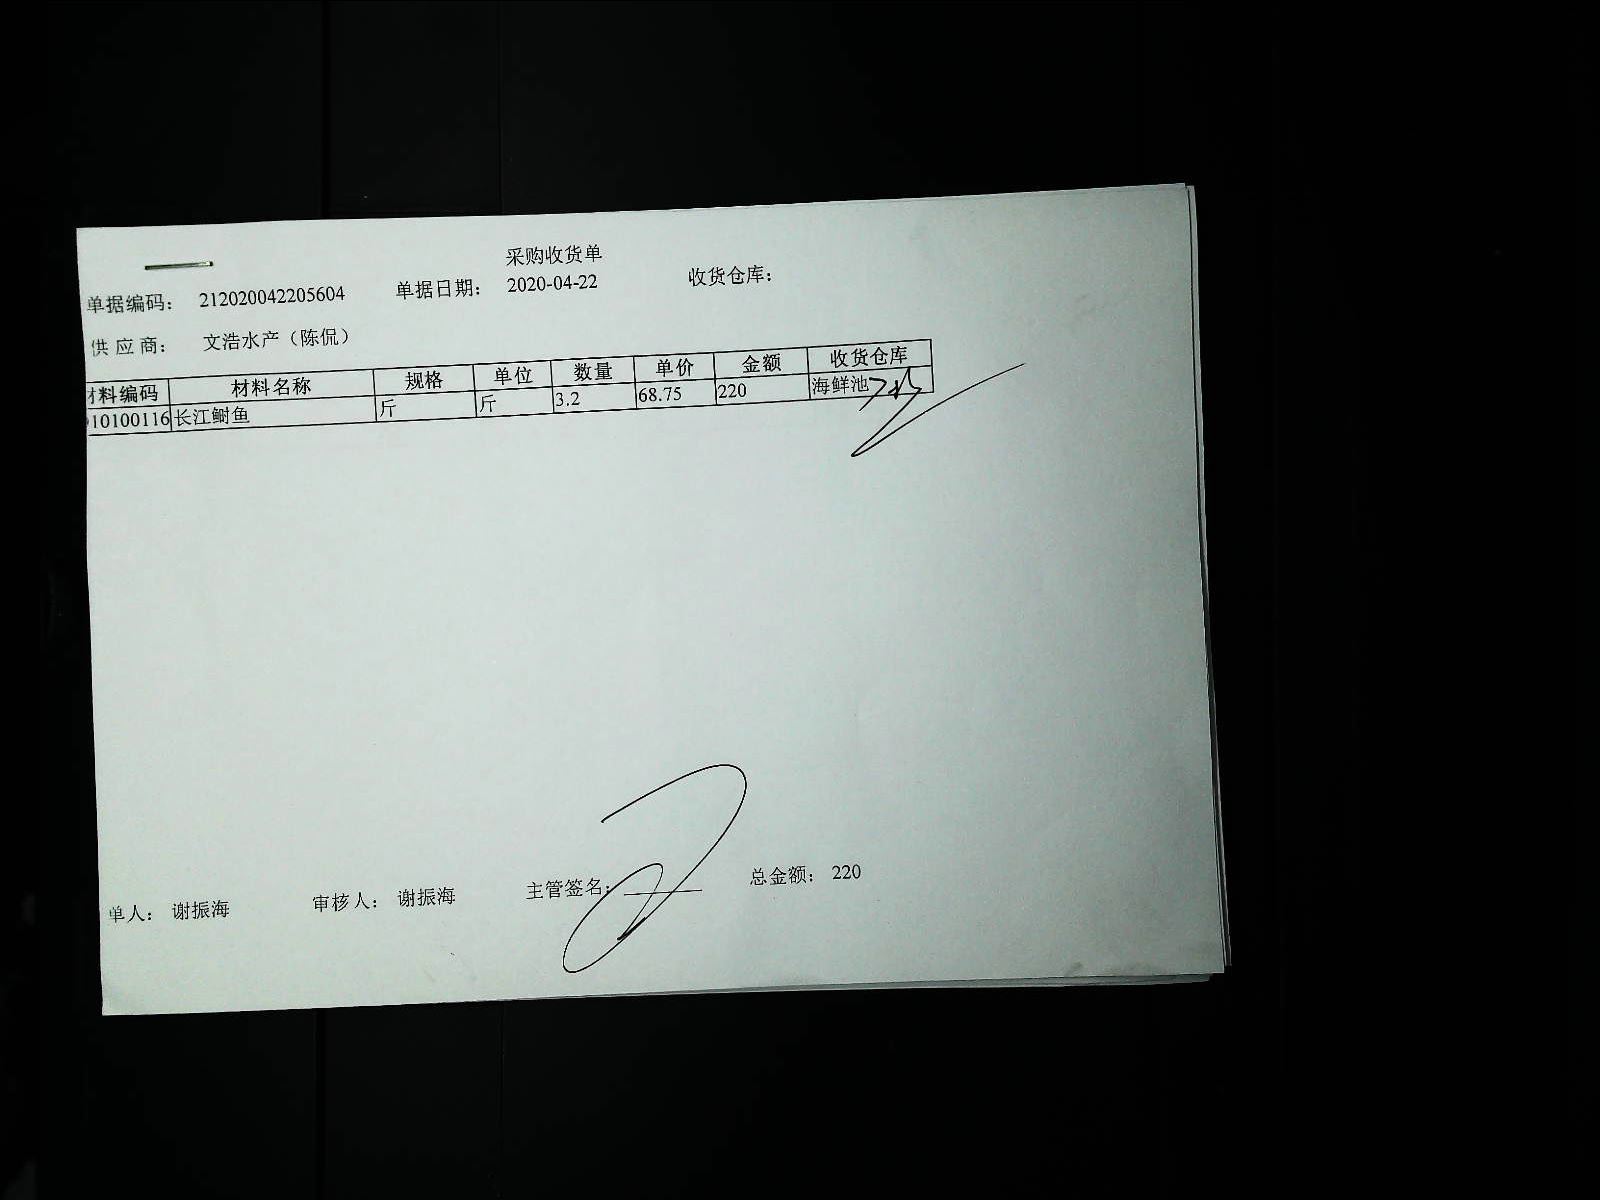 采购收货单
单据编码： 212020042205604 单据日期： 2020-04-22 收货仓库：
供应商： 文浩水产（陈侃）
材料编码 材料名称 规格 单位 数量 单价 金额 收货仓库
10100116 长江鲥鱼 斤 斤 3.2 68.75 220 海鲜池
单人： 谢振海 审核人： 谢振海 主管签名： 总金额： 220